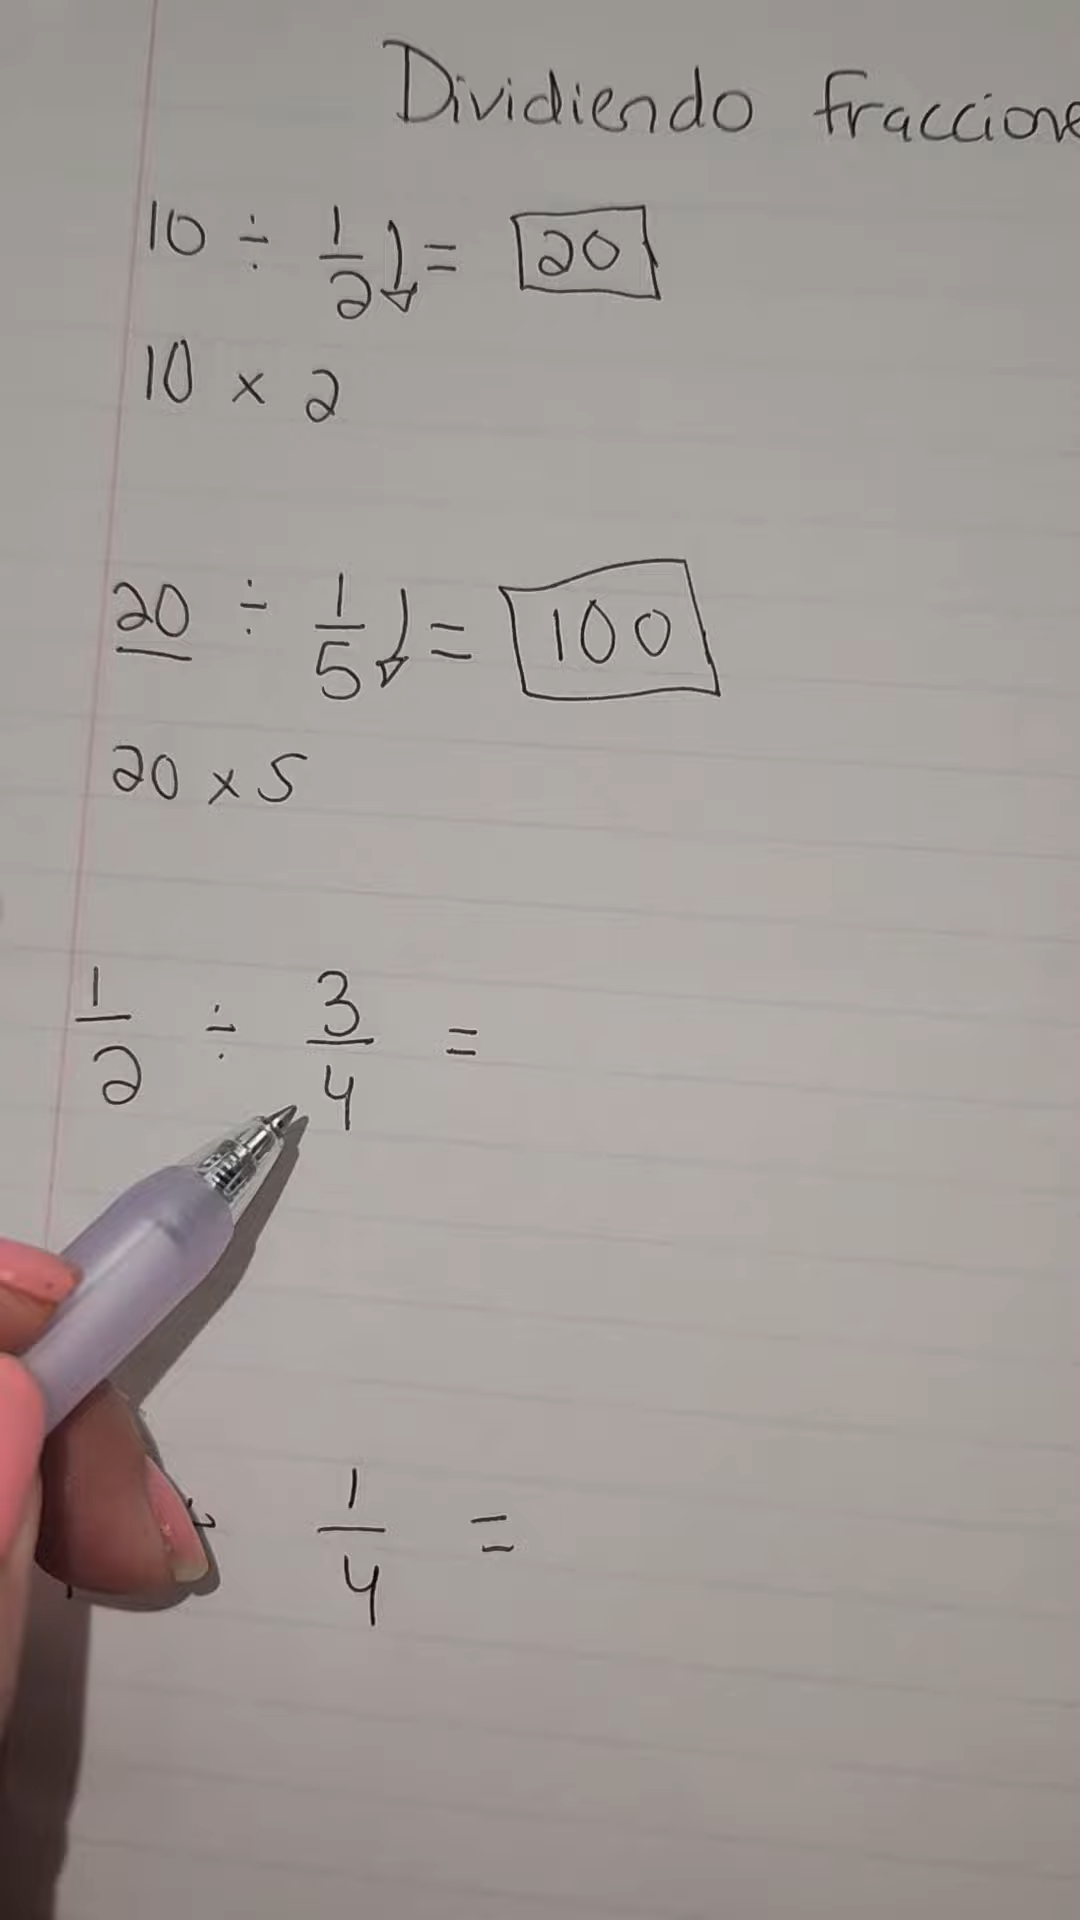 Dividiendo fraccione
10 ÷ 1/2 = 20
10 × 2
20 ÷ 1/5 = 100
20 × 5
1/2 ÷ 3/4 =
1/4 =